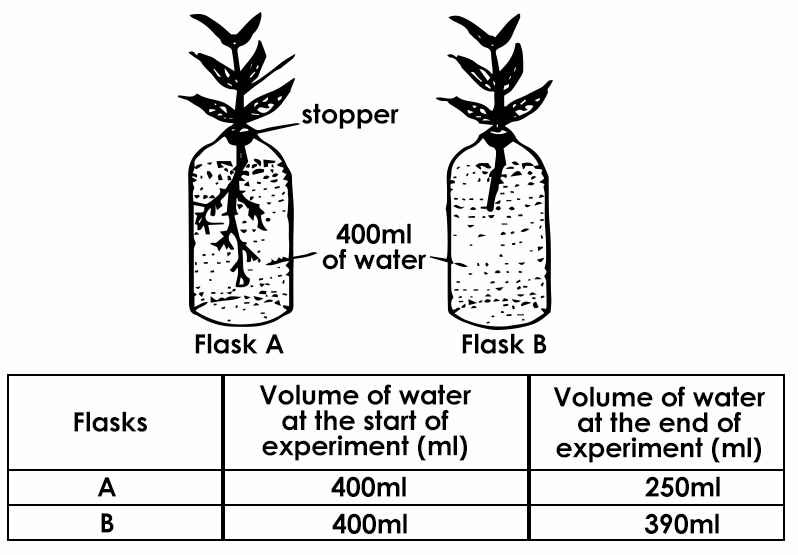 stopper
400ml
of water
Flask A
Flask B
Flasks
Volume of water
at the start of
experiment (ml)
Volume of water
at the end of
experiment (ml)
A
400ml
250ml
B
400ml
390ml